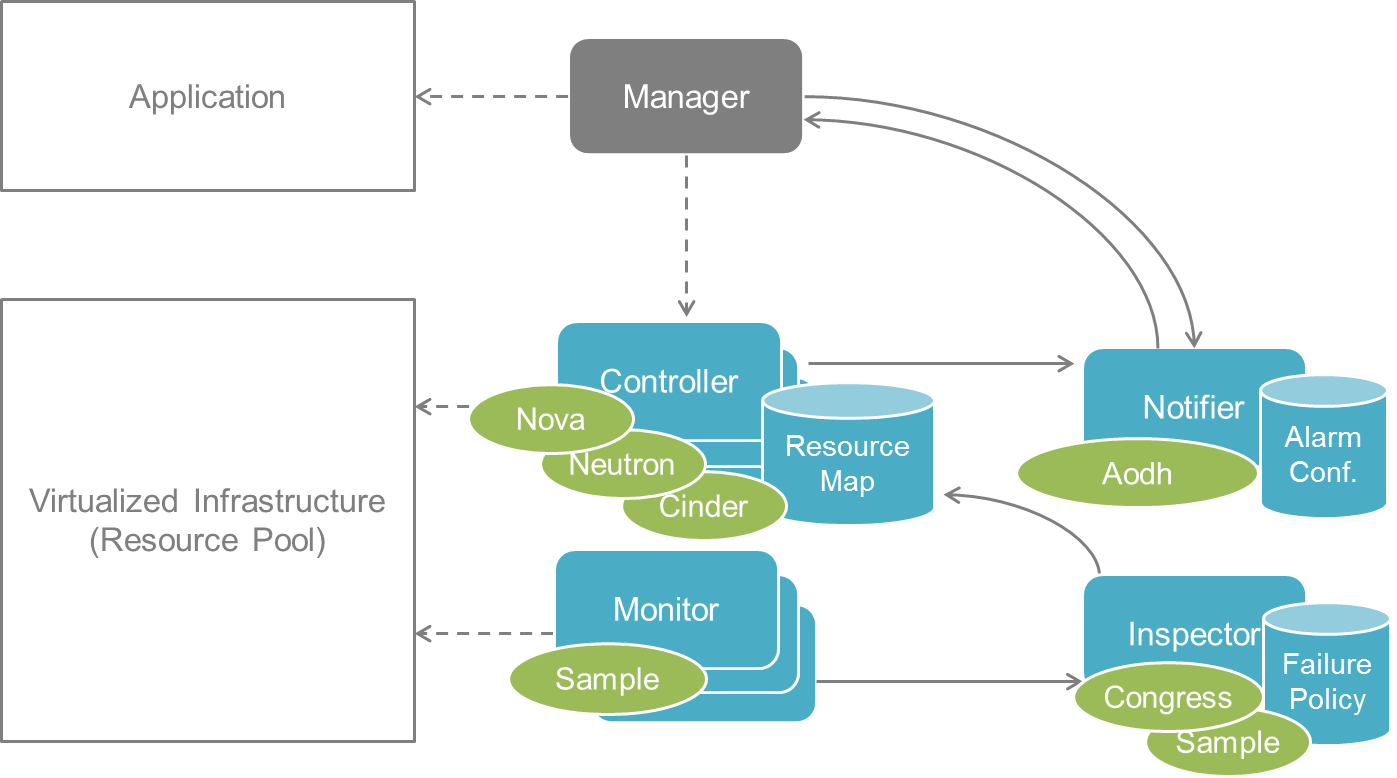 Application
Manager
Virtualized Infrastructure
(Resource Pool)
Controller
Nova
Neutron
Cinder
Resource
Map
Notifier
Aodh
Alarm
Conf.
Monitor
Sample
Inspector
Congress
Sample
Failure
Policy